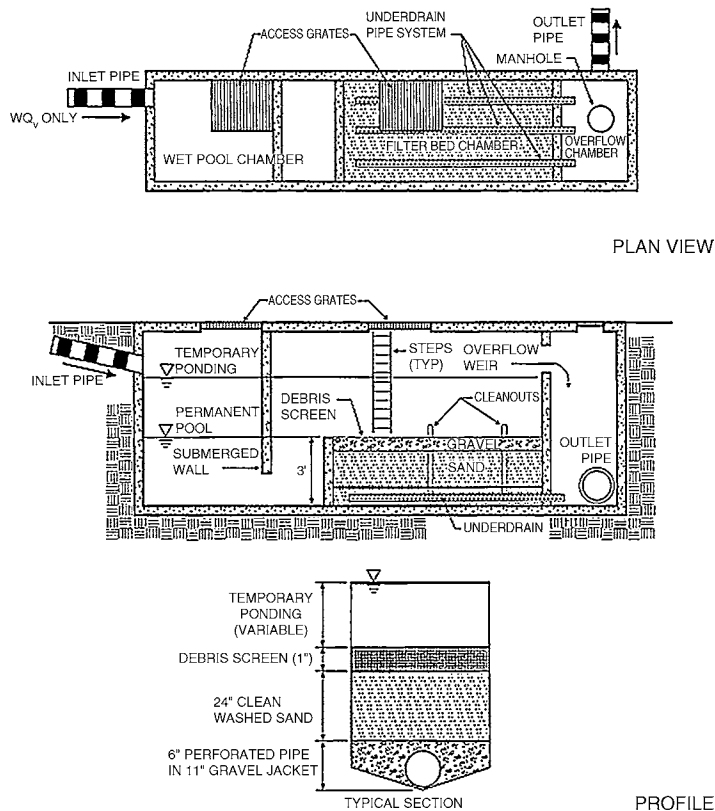 UNDERDRAIN
PIPE SYSTEM
OUTLET
PIPE
ACCESS GRATES
MANHOLE
INLET PIPE
WQv ONLY
WET POOL CHAMBER
FILTER BED CHAMBER
OVERFLOW
CHAMBER
PLAN VIEW
ACCESS GRATES
TEMPORARY
PONDING
STEPS
(TYP)
OVERFLOW
WEIR
INLET PIPE
DEBRIS
SCREEN
CLEANOUTS
PERMANENT
POOL
GRAVEL
OUTLET
PIPE
SUBMERGED
WALL
3'
SAND
UNDERDRAIN
TEMPORARY
PONDING
(VARIABLE)
DEBRIS SCREEN (1")
24" CLEAN
WASHED SAND
6" PERFORATED PIPE
IN 11" GRAVEL JACKET
TYPICAL SECTION
PROFILE